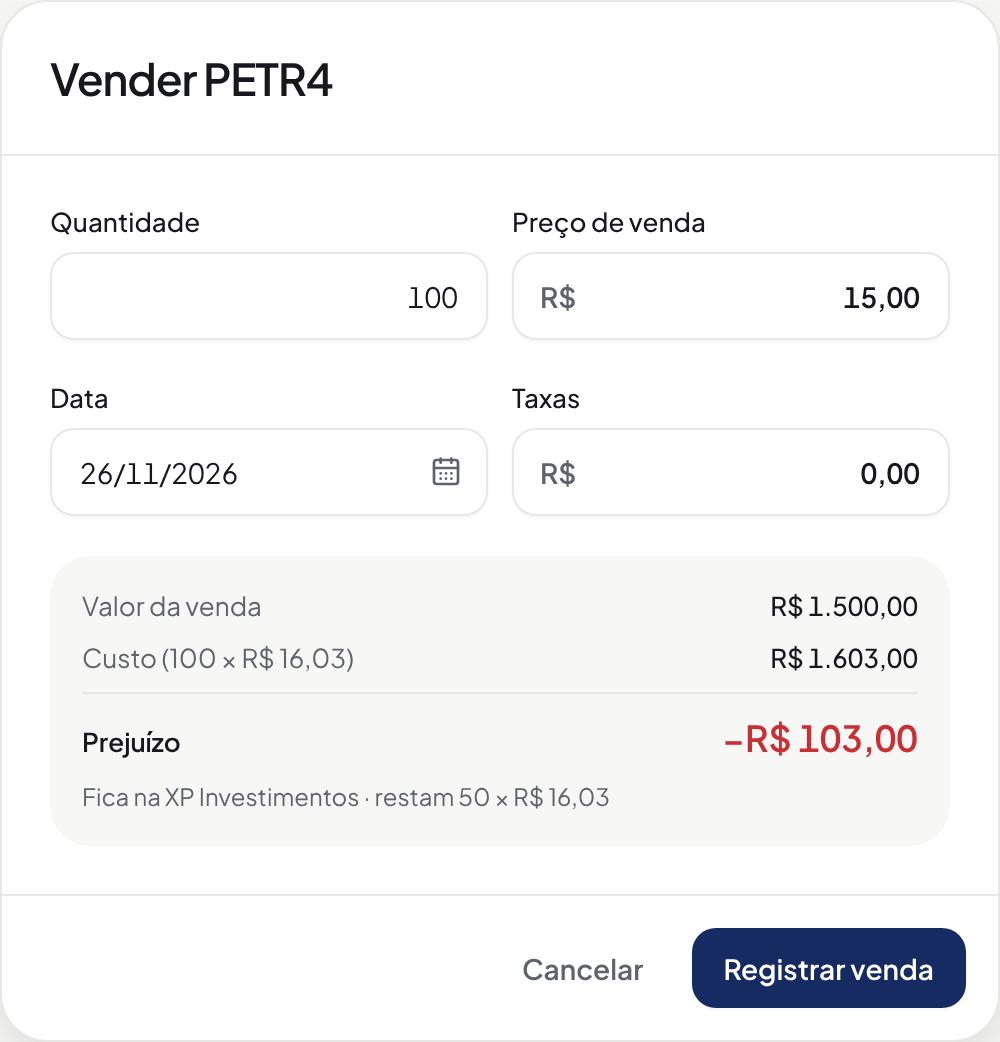 Vender PETR4
Quantidade
100
Preço de venda
R$ 15,00
Data
26/11/2026
Taxas
R$ 0,00
Valor da venda R$ 1.500,00
Custo (100 × R$ 16,03) R$ 1.603,00
Prejuízo −R$ 103,00
Fica na XP Investimentos · restam 50 × R$ 16,03
Cancelar
Registrar venda